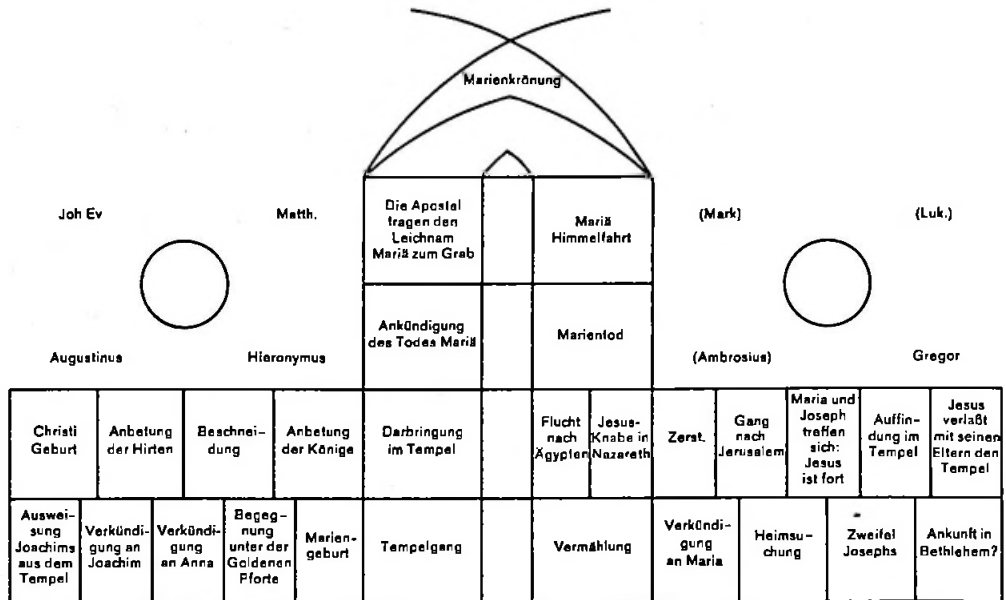 Marienkrönung
Joh Ev
Matth.
Die Apostel
tragen den
Leichnam
Mariä zum Grab
Mariä
Himmelfahrt
(Mark)
(Luk.)
Ankündigung
des Todes Mariä
Marientod
Augustinus
Hieronymus
(Ambrosius)
Gregor
Christi
Geburt
Anbetung
der Hirten
Beschnei-
dung
Anbetung
der Könige
Darbringung
im Tempel
Flucht
nach
Ägypten
Jesus-
Knabe in
Nazareth
Zerst.
Gang
nach
Jerusalem
Maria und
Joseph
treffen
sich:
Jesus
ist fort
Auffin-
dung im
Tempel
Jesus
verläßt
mit seinen
Eltern den
Tempel
Auswei-
sung
Joachims
aus dem
Tempel
Verkündi-
gung an
Joachim
Verkündi-
gung
an Anna
Begeg-
nung
unter der
Goldenen
Pforte
Marien-
geburt
Tempelgang
Vermählung
Verkündi-
gung
an Maria
Heimsu-
chung
Zweifel
Josephs
Ankunft in
Bethlehem?